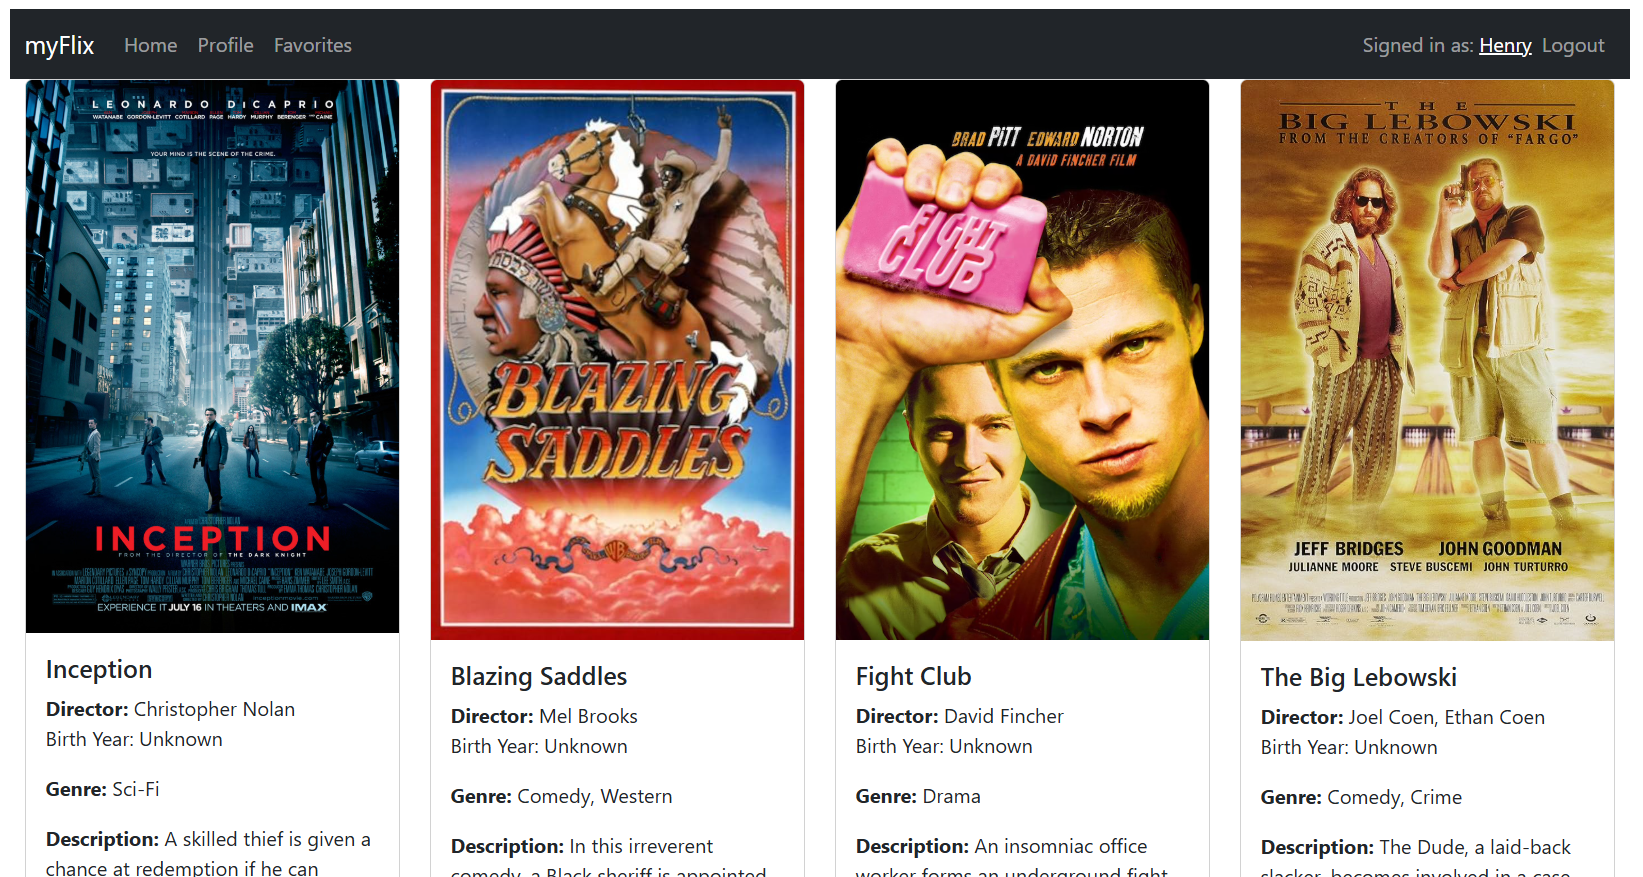 myFlix Home Profile Favorites Signed in as: Henry Logout
LEONARDO DiCAPRIO
WATANABE GORDON-LEVITT COTILLARD PAGE HARDY MURPHY BERENGER AND CAINE
YOUR MIND IS THE SCENE OF THE CRIME.
INCEPTION
FROM THE DIRECTOR OF THE DARK KNIGHT
EXPERIENCE IT JULY 16 IN THEATERS AND IMAX
Inception
Director: Christopher Nolan
Birth Year: Unknown
Genre: Sci-Fi
Description: A skilled thief is given a
chance at redemption if he can
BLAZING
SADDLES
WB
Blazing Saddles
Director: Mel Brooks
Birth Year: Unknown
Genre: Comedy, Western
Description: In this irreverent
comedy, a Black sheriff is appointed
BRAD PITT EDWARD NORTON
A DAVID FINCHER FILM
FIGHT
CLUB
Fight Club
Director: David Fincher
Birth Year: Unknown
Genre: Drama
Description: An insomniac office
worker forms an underground fight
THE
BIG LEBOWSKI
FROM THE CREATORS OF "FARGO"
JEFF BRIDGES JOHN GOODMAN
JULIANNE MOORE STEVE BUSCEMI JOHN TURTURRO
The Big Lebowski
Director: Joel Coen, Ethan Coen
Birth Year: Unknown
Genre: Comedy, Crime
Description: The Dude, a laid-back
slacker, becomes involved in a case